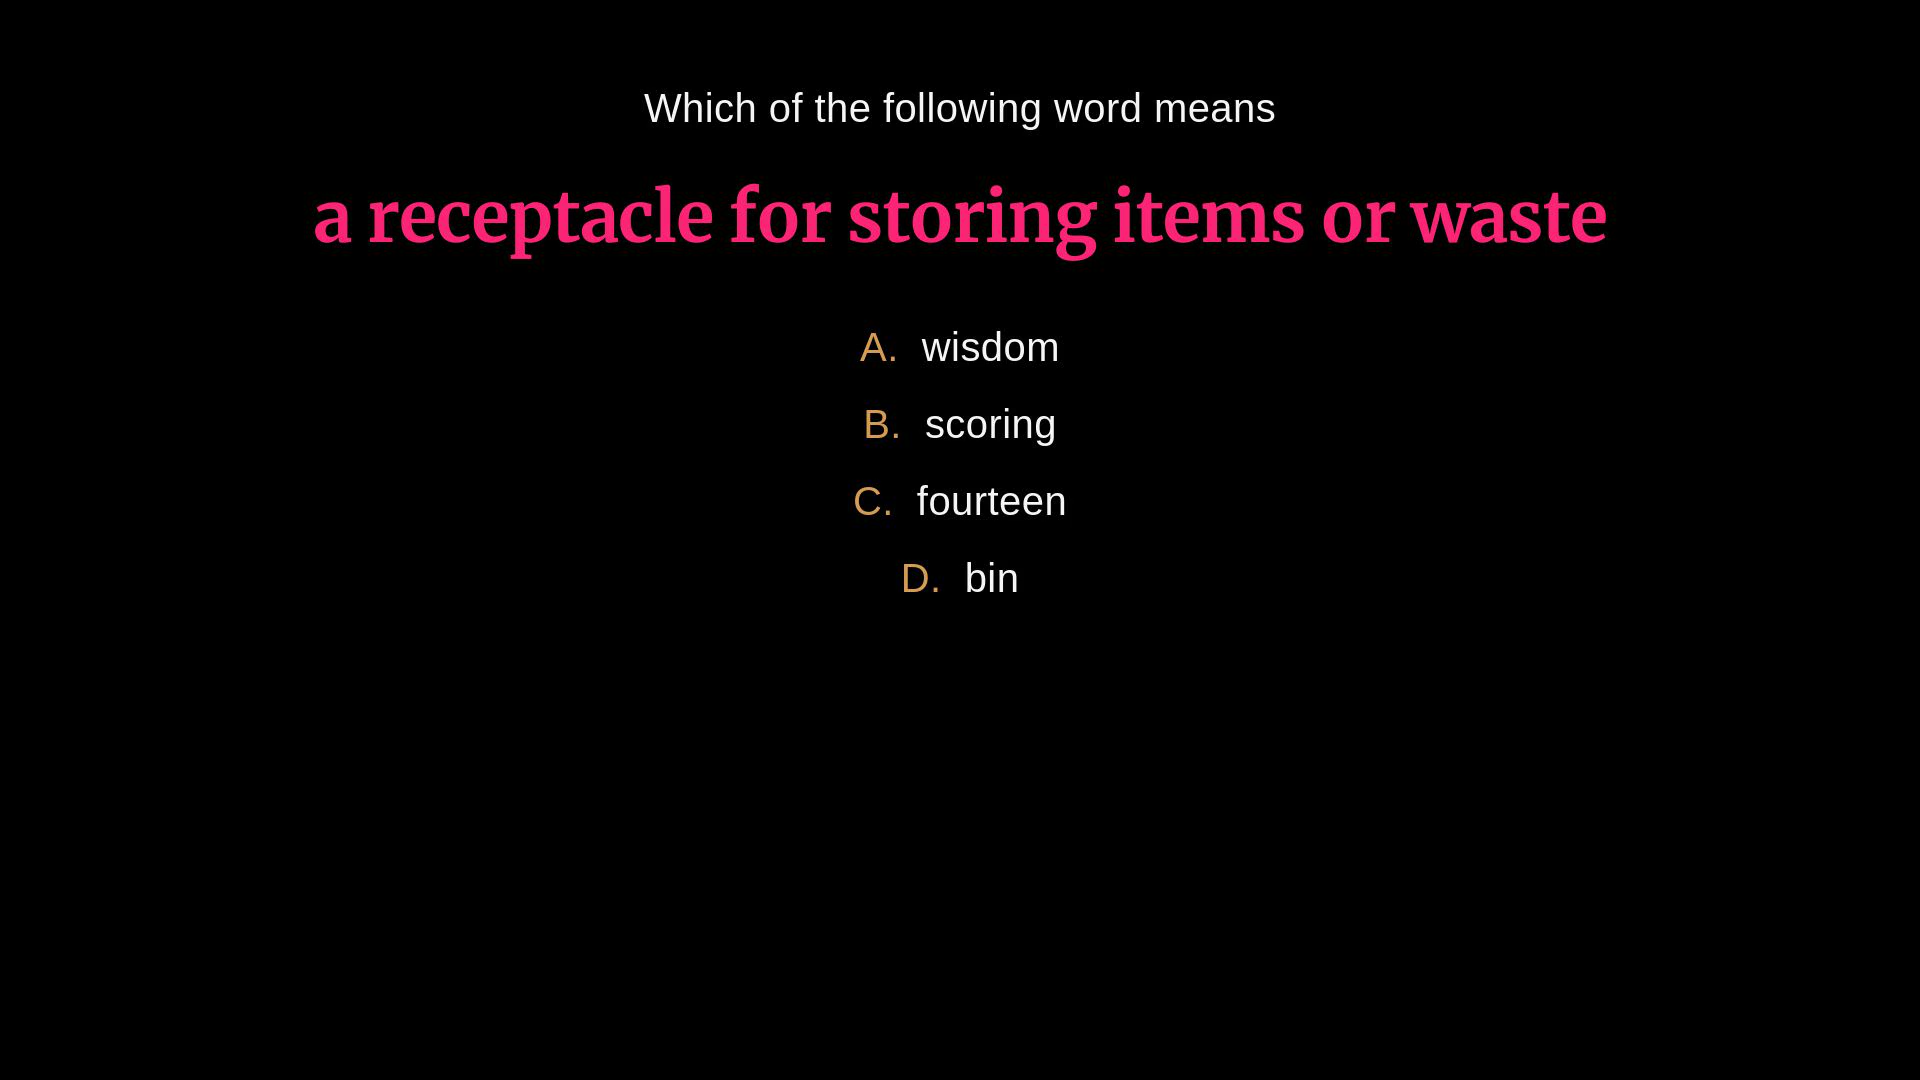 Which of the following word means
a receptacle for storing items or waste
A. wisdom
B. scoring
C. fourteen
D. bin